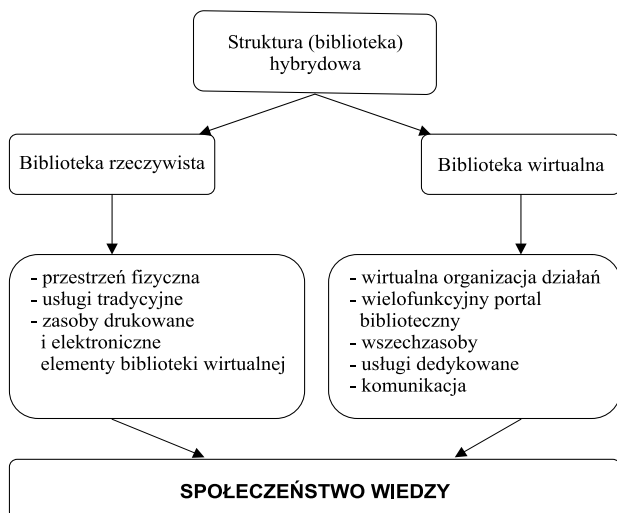 Struktura (biblioteka)
hybrydowa
Biblioteka rzeczywista
Biblioteka wirtualna
- przestrzeń fizyczna
- usługi tradycyjne
- zasoby drukowane
i elektroniczne
elementy biblioteki wirtualnej
- wirtualna organizacja działań
- wielofunkcyjny portal
biblioteczny
- wszechzasoby
- usługi dedykowane
- komunikacja
SPOŁECZEŃSTWO WIEDZY